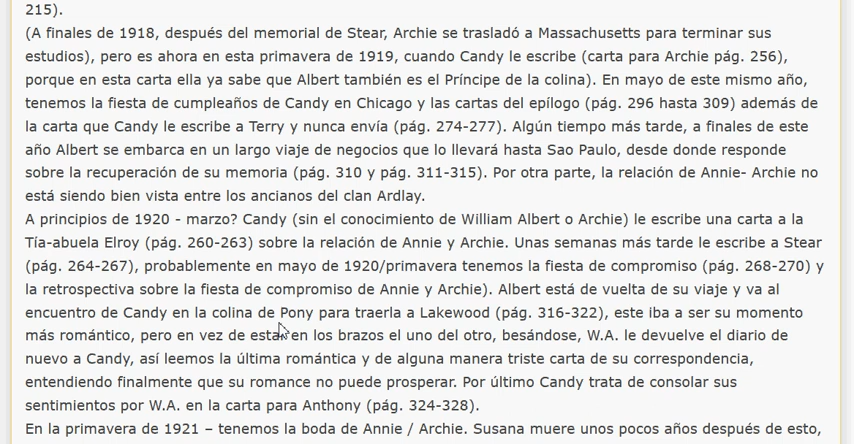 215).
(A finales de 1918, después del memorial de Stear, Archie se trasladó a Massachusetts para terminar sus
estudios), pero es ahora en esta primavera de 1919, cuando Candy le escribe (carta para Archie pág. 256),
porque en esta carta ella ya sabe que Albert también es el Príncipe de la colina). En mayo de este mismo año,
tenemos la fiesta de cumpleaños de Candy en Chicago y las cartas del epílogo (pág. 296 hasta 309) además de
la carta que Candy le escribe a Terry y nunca envía (pág. 274-277). Algún tiempo más tarde, a finales de este
año Albert se embarca en un largo viaje de negocios que lo llevará hasta Sao Paulo, desde donde responde
sobre la recuperación de su memoria (pág. 310 y pág. 311-315). Por otra parte, la relación de Annie- Archie no
está siendo bien vista entre los ancianos del clan Ardlay.
A principios de 1920 - marzo? Candy (sin el conocimiento de William Albert o Archie) le escribe una carta a la
Tía-abuela Elroy (pág. 260-263) sobre la relación de Annie y Archie. Unas semanas más tarde le escribe a Stear
(pág. 264-267), probablemente en mayo de 1920/primavera tenemos la fiesta de compromiso (pág. 268-270) y
la retrospectiva sobre la fiesta de compromiso de Annie y Archie). Albert está de vuelta de su viaje y va al
encuentro de Candy en la colina de Pony para traerla a Lakewood (pág. 316-322), este iba a ser su momento
más romántico, pero en vez de estar en los brazos el uno del otro, besándose, W.A. le devuelve el diario de
nuevo a Candy, así leemos la última romántica y de alguna manera triste carta de su correspondencia,
entendiendo finalmente que su romance no puede prosperar. Por último Candy trata de consolar sus
sentimientos por W.A. en la carta para Anthony (pág. 324-328).
En la primavera de 1921 – tenemos la boda de Annie / Archie. Susana muere unos pocos años después de esto,